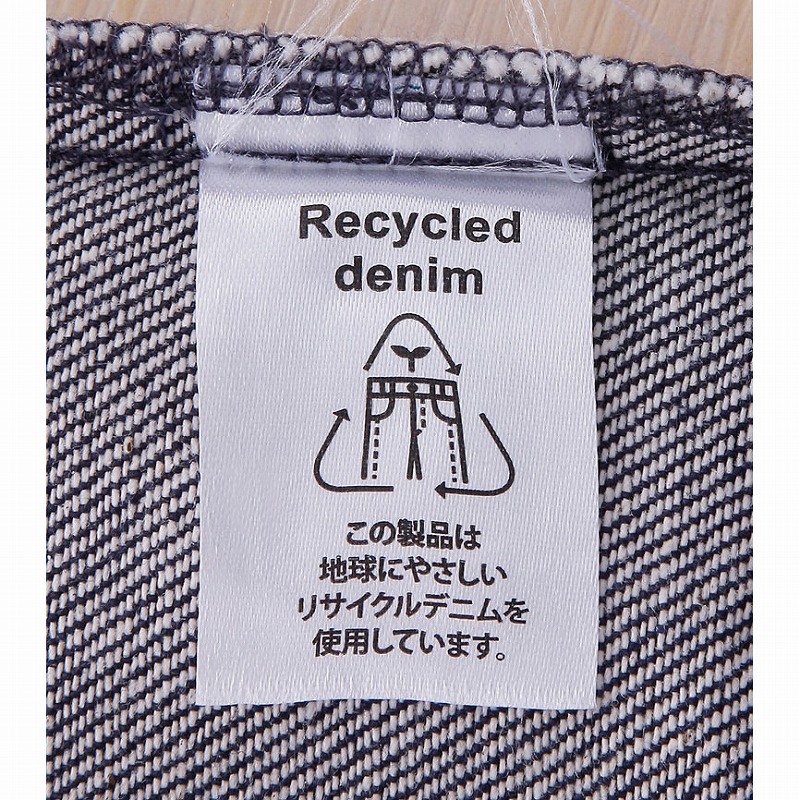 Recycled
denim
この製品は
地球にやさしい
リサイクルデニムを
使用しています。